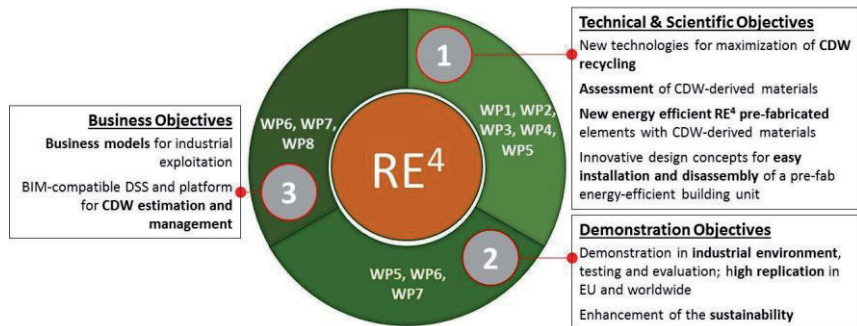 Technical & Scientific Objectives
New technologies for maximization of CDW
recycling
Assessment of CDW-derived materials
New energy efficient RE⁴ pre-fabricated
elements with CDW-derived materials
Innovative design concepts for easy
installation and disassembly of a pre-fab
energy-efficient building unit
1
WP1, WP2,
WP3, WP4,
WP5
Business Objectives
Business models for industrial
exploitation
BIM-compatible DSS and platform
for CDW estimation and
management
WP6, WP7,
WP8
3
RE⁴
2
WP5, WP6,
WP7
Demonstration Objectives
Demonstration in industrial environment,
testing and evaluation; high replication in
EU and worldwide
Enhancement of the sustainability